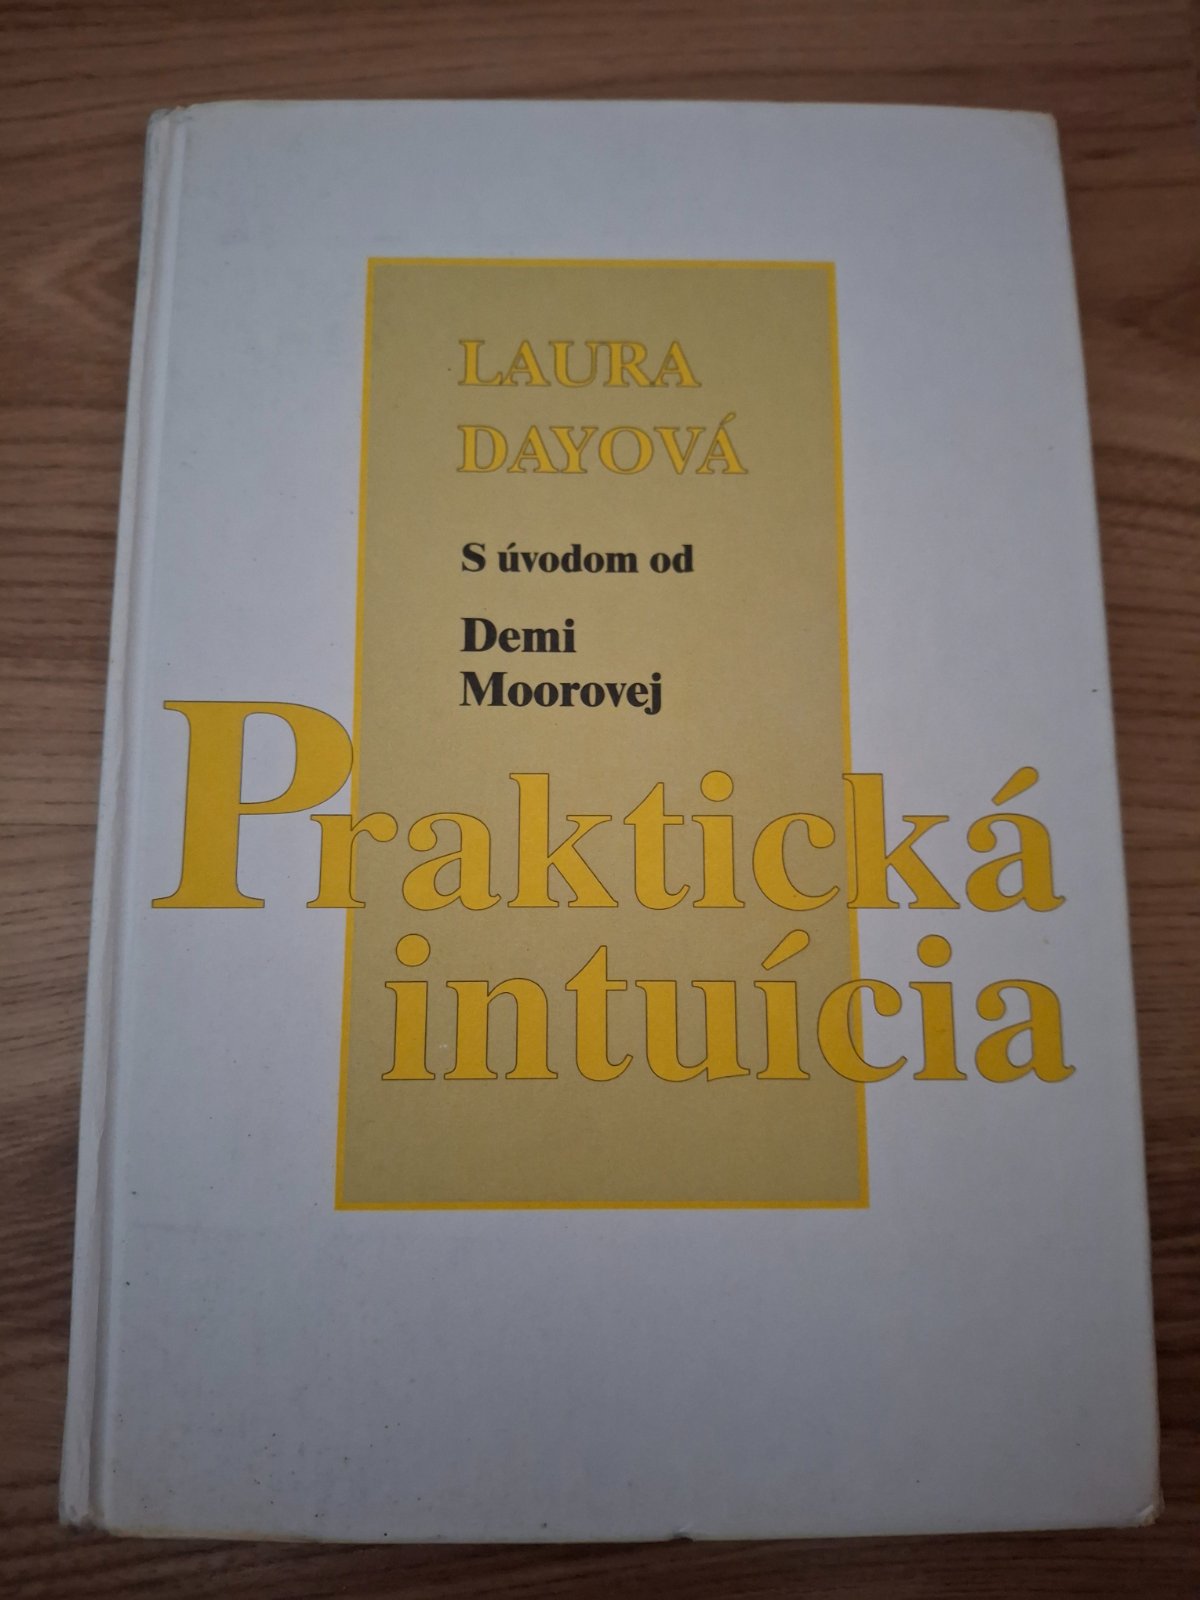 LAURA
DAYOVÁ
S úvodom od
Demi
Moorovej
Praktická
intuícia